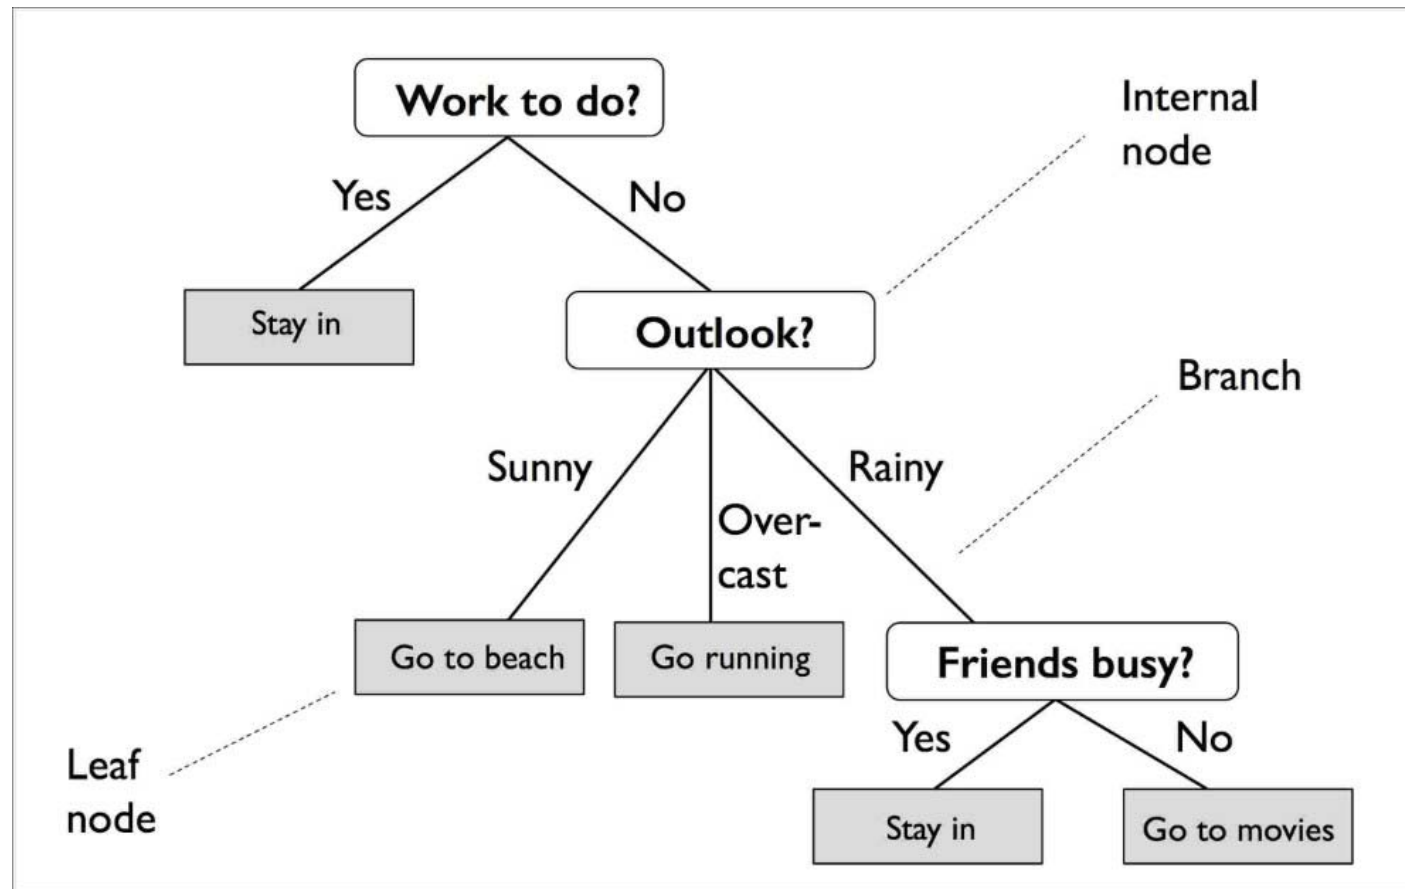 Work to do?
Internal
node
Yes
No
Stay in
Outlook?
Branch
Sunny
Rainy
Over-
cast
Go to beach
Go running
Friends busy?
Yes
No
Leaf
node
Stay in
Go to movies